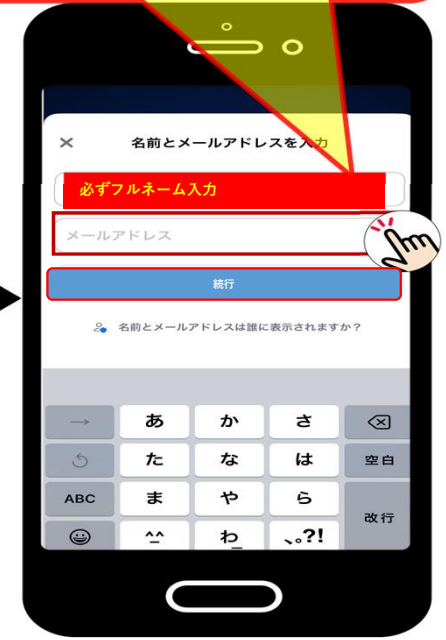 × 名前とメールアドレスを入力
必ずフルネーム入力
メールアドレス
続行
名前とメールアドレスは誰に表示されますか？
→ あ か さ
た な は 空白
ABC ま や ら
^_^ わ_ 、。?! 改行